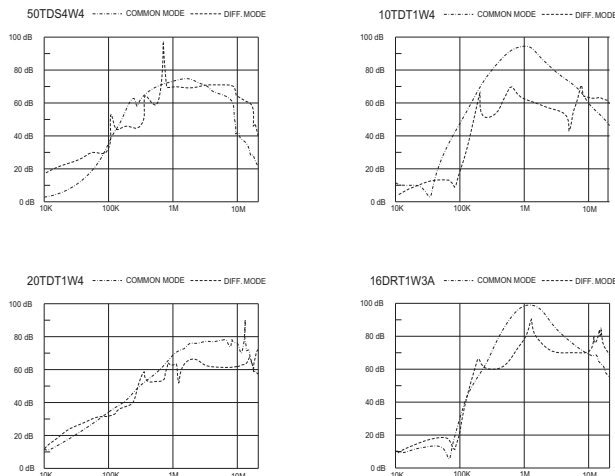 50TDS4W4 COMMON MODE DIFF. MODE
100 dB
80 dB
60 dB
40 dB
20 dB
0 dB
10K 100K 1M 10M
10TDT1W4 COMMON MODE DIFF. MODE
100 dB
80 dB
60 dB
40 dB
20 dB
0 dB
10K 100K 1M 10M
20TDT1W4 COMMON MODE DIFF. MODE
100 dB
80 dB
60 dB
40 dB
20 dB
0 dB
10K 100K 1M 10M
16DRT1W3A COMMON MODE DIFF. MODE
100 dB
80 dB
60 dB
40 dB
20 dB
0 dB
10K 100K 1M 10M